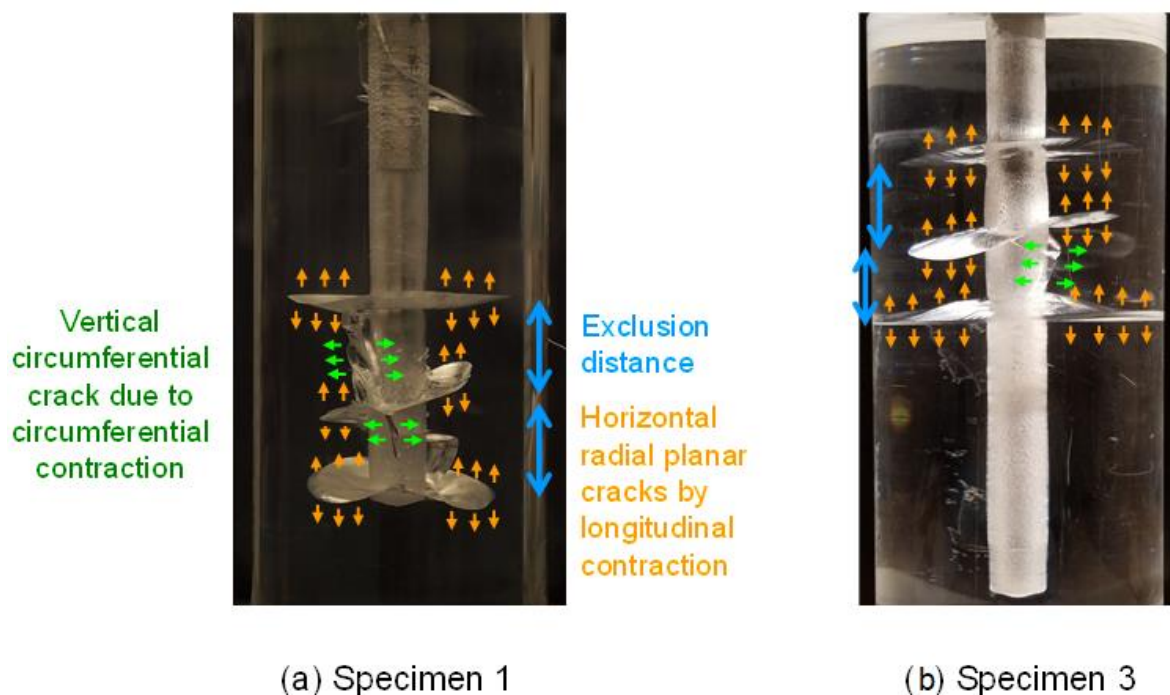 Vertical
circumferential
crack due to
circumferential
contraction
Exclusion
distance
Horizontal
radial planar
cracks by
longitudinal
contraction
(a) Specimen 1
(b) Specimen 3